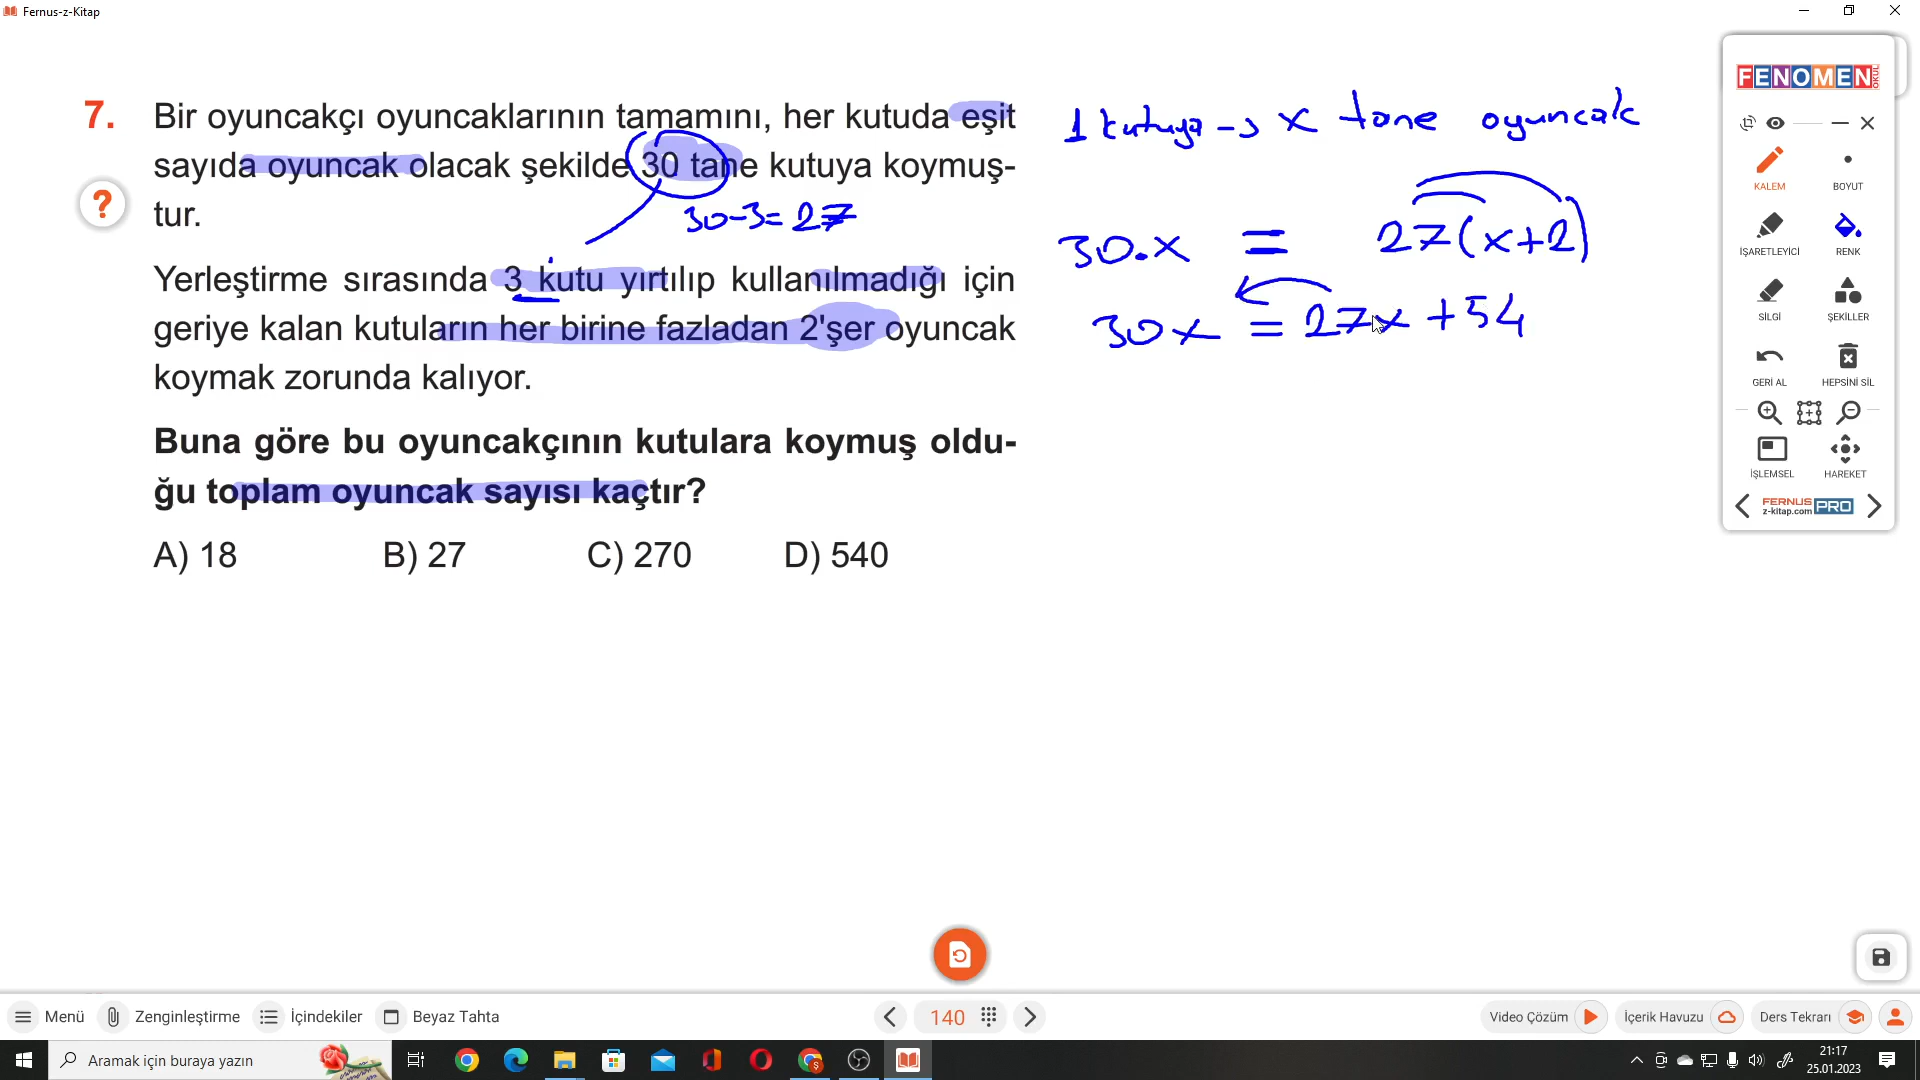 Fernus-z-Kitap
7.
Bir oyuncakçı oyuncaklarının tamamını, her kutuda eşit
sayıda oyuncak olacak şekilde 30 tane kutuya koymuş-
tur.
30-3=27
Yerleştirme sırasında 3 kutu yırtılıp kullanılmadığı için
geriye kalan kutuların her birine fazladan 2'şer oyuncak
koymak zorunda kalıyor.
Buna göre bu oyuncakçının kutulara koymuş oldu-
ğu toplam oyuncak sayısı kaçtır?
A) 18 B) 27 C) 270 D) 540
?
1 kutuya → x tane oyuncak
30.x = 27(x+2)
30x = 27x +54
FENOMEN OKUL
KALEM BOYUT
İŞARETLEYİCİ RENK
SİLGİ ŞEKİLLER
GERİ AL HEPSİNİ SİL
İŞLEMSEL HAREKET
FERNUS
z-kitap.com PRO
Menü Zenginleştirme İçindekiler Beyaz Tahta 140 Video Çözüm İçerik Havuzu Ders Tekrarı
Aramak için buraya yazın
21:17
25.01.2023